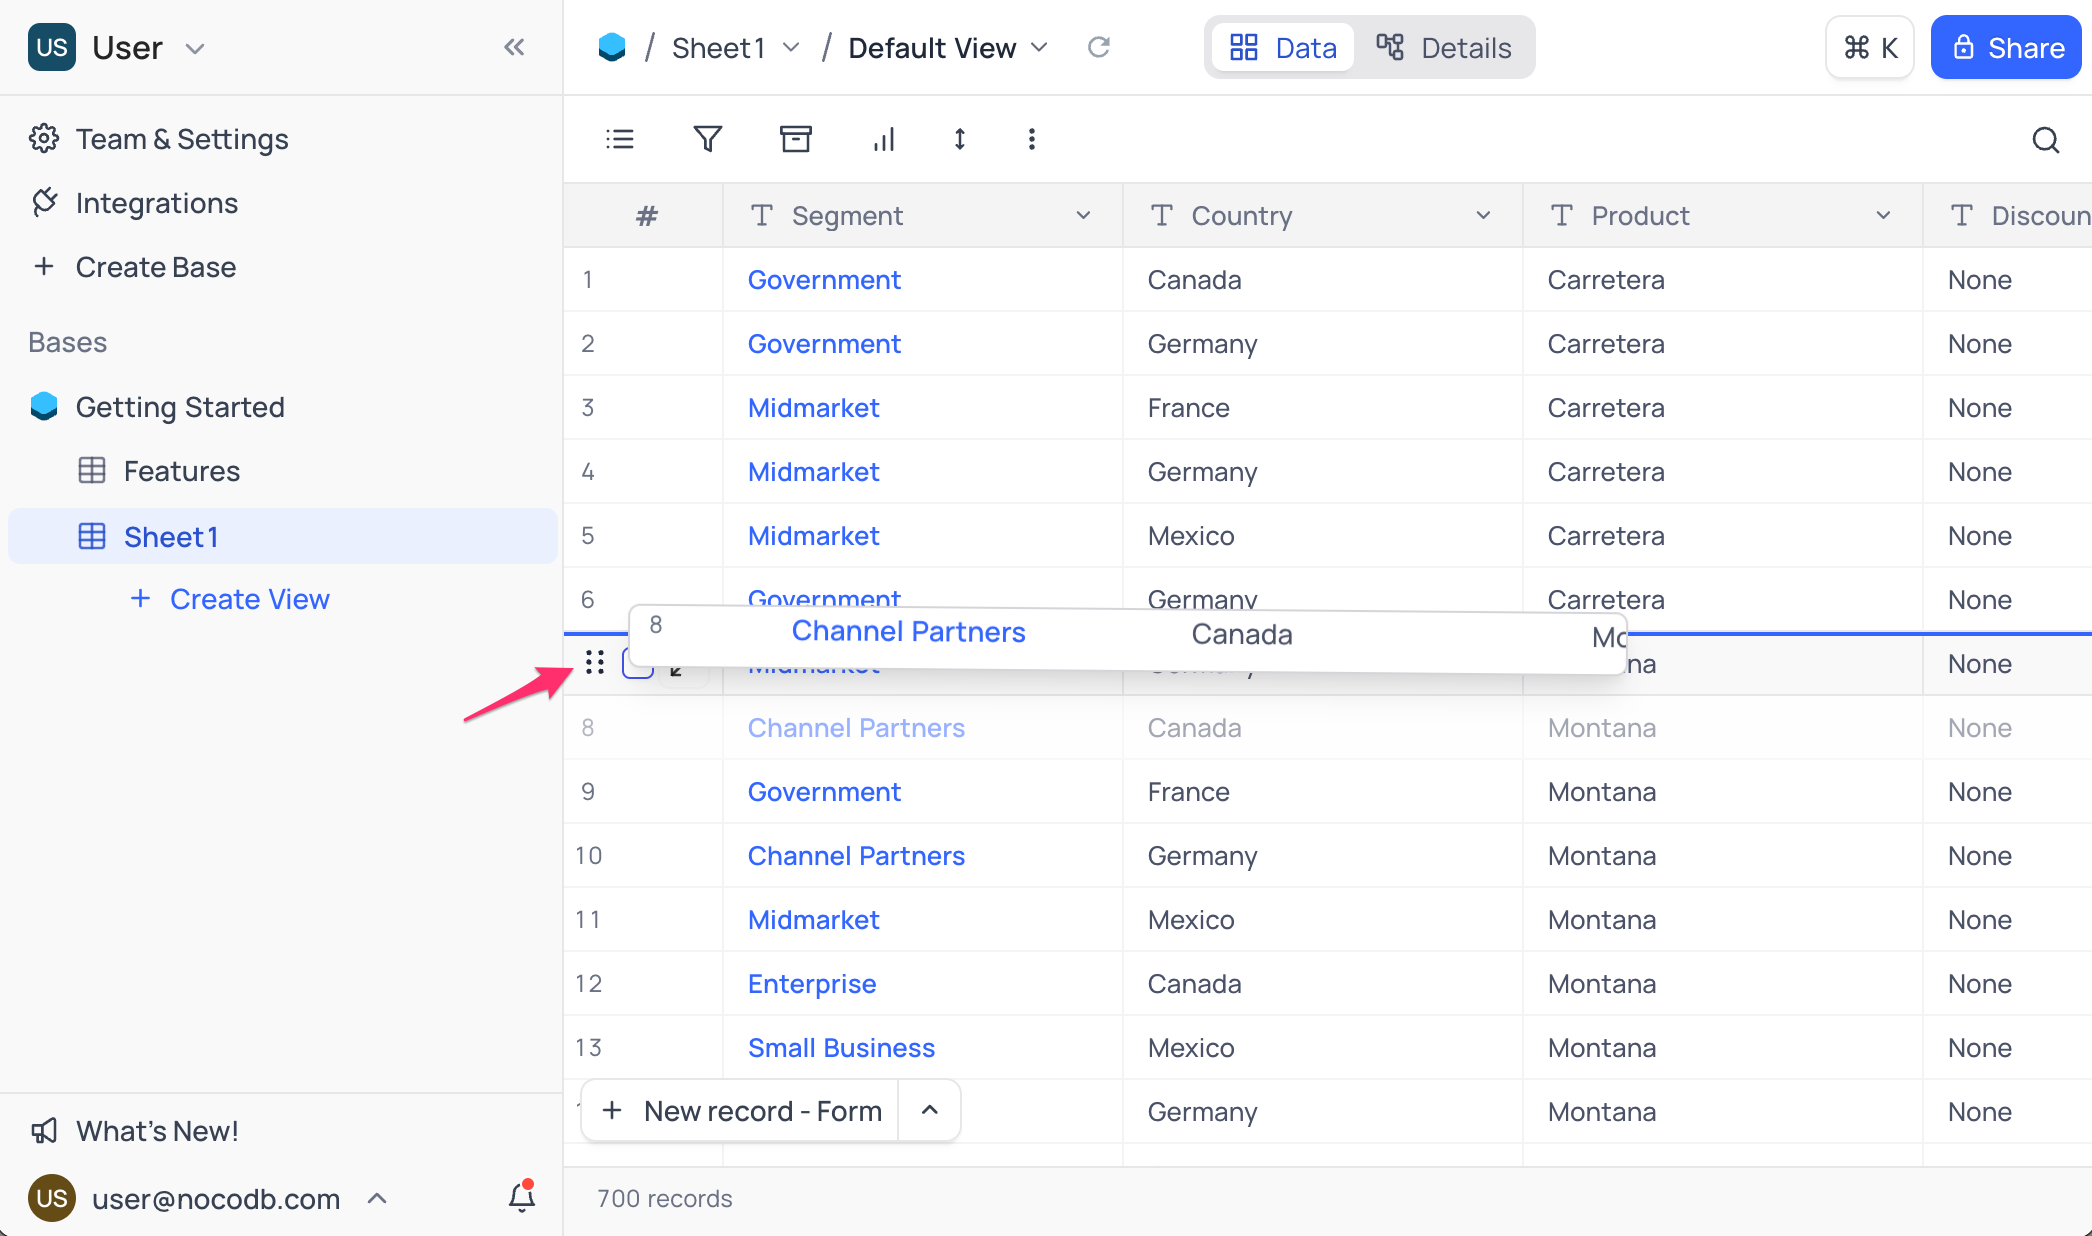 US User
Sheet1 / Default View
Data Details
⌘ K
Share
Team & Settings
Integrations
Create Base
Bases
Getting Started
Features
Sheet1
Create View
What's New!
US user@nocodb.com
# Segment Country Product Discoun
1 Government Canada Carretera None
2 Government Germany Carretera None
3 Midmarket France Carretera None
4 Midmarket Germany Carretera None
5 Midmarket Mexico Carretera None
6 Government Germany Carretera None
8 Channel Partners Canada Mo
Midmarket na None
8 Channel Partners Canada Montana None
9 Government France Montana None
10 Channel Partners Germany Montana None
11 Midmarket Mexico Montana None
12 Enterprise Canada Montana None
13 Small Business Mexico Montana None
Germany Montana None
New record - Form
700 records